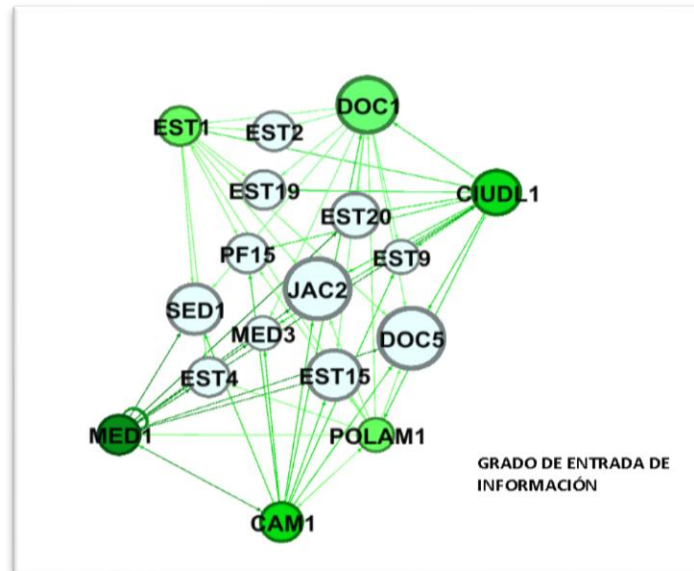 DOC1
EST1
EST2
EST19
CIUDL1
EST20
PF15
EST9
JAC2
SED1
MED3
DOC5
EST4
EST15
MED1
POLAM1
CAM1
GRADO DE ENTRADA DE
INFORMACIÓN